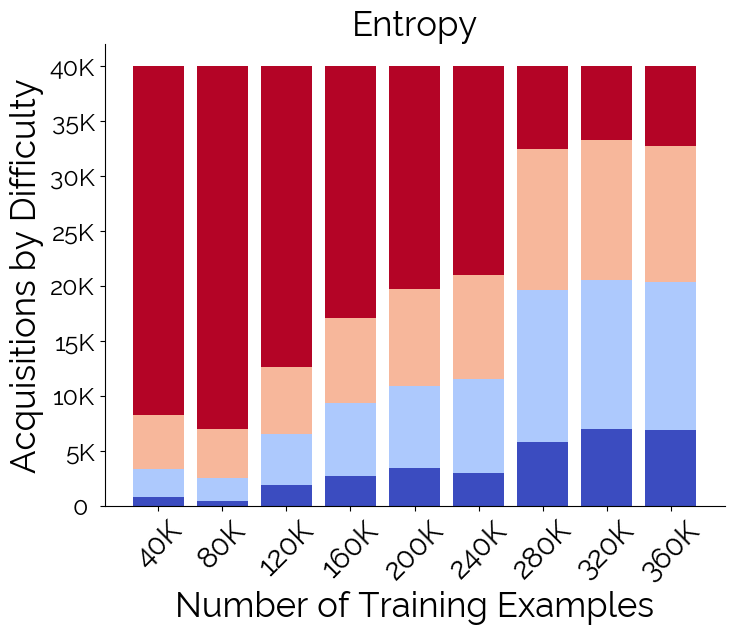 Entropy
Acquisitions by Difficulty
40K
35K
30K
25K
20K
15K
10K
5K
0
40K
80K
120K
160K
200K
240K
280K
320K
360K
Number of Training Examples